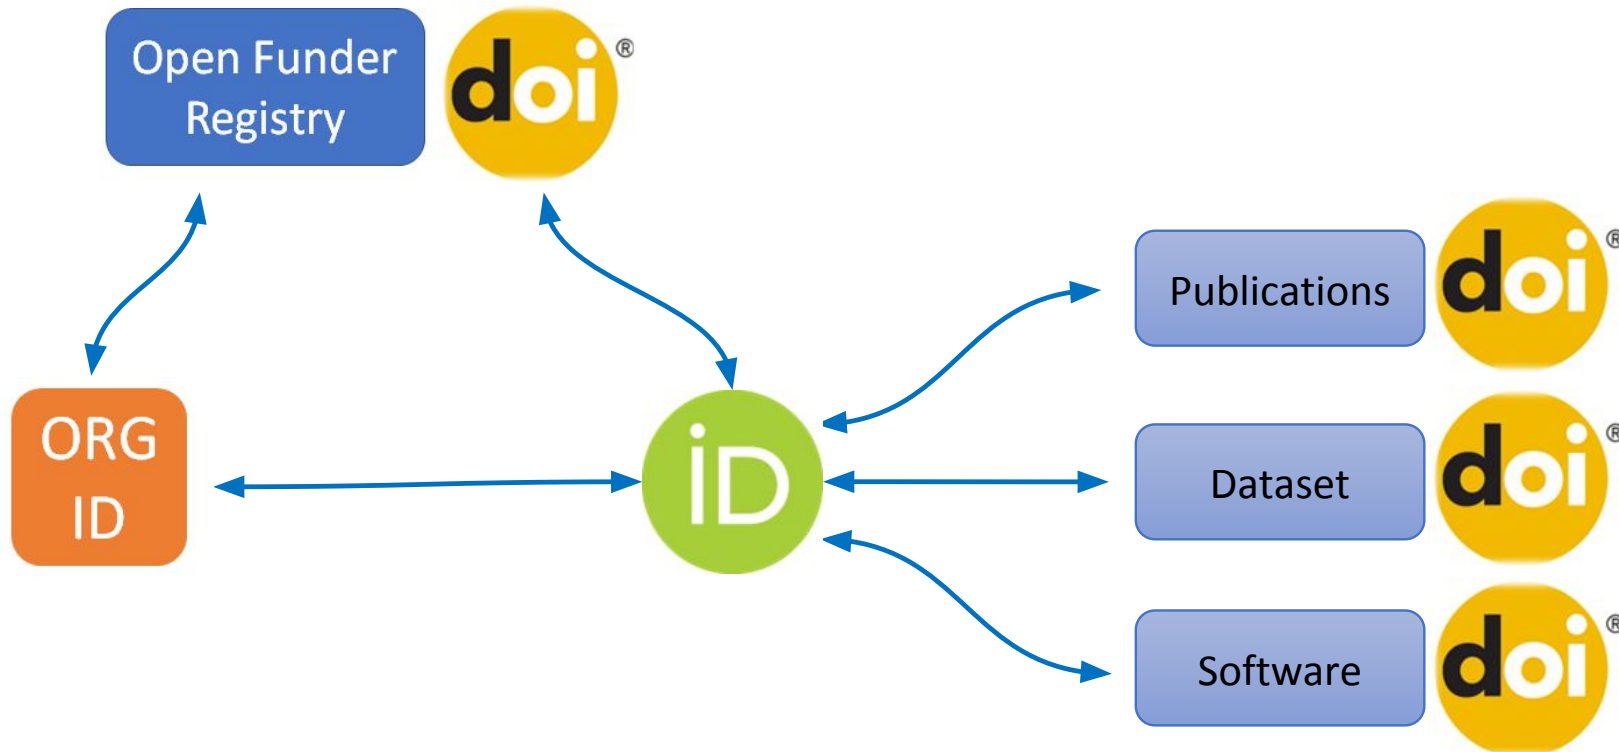 Open Funder
Registry
doi®
ORG
ID
iD
Publications
doi®
Dataset
doi®
Software
doi®